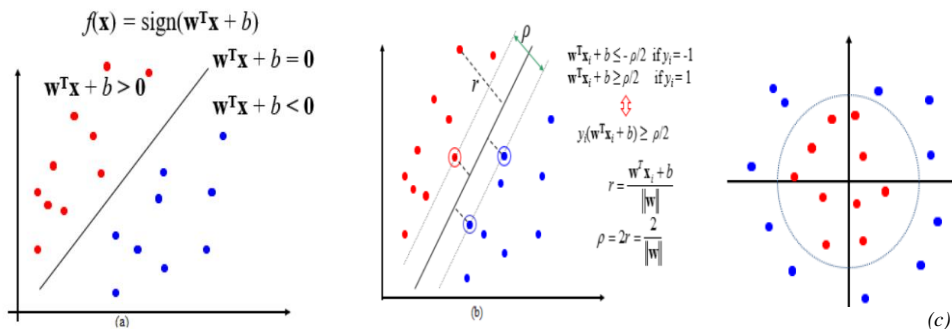 f(x) = sign(wᵀx + b)
wᵀx + b = 0
wᵀx + b > 0
wᵀx + b < 0
(a)
ρ
r
wᵀxᵢ + b ≤ - ρ/2 if yᵢ = -1
wᵀxᵢ + b ≥ ρ/2 if yᵢ = 1
yᵢ(wᵀxᵢ + b) ≥ ρ/2
r = (wᵀxᵢ + b) / ‖w‖
ρ = 2r = 2 / ‖w‖
(b)
(c)